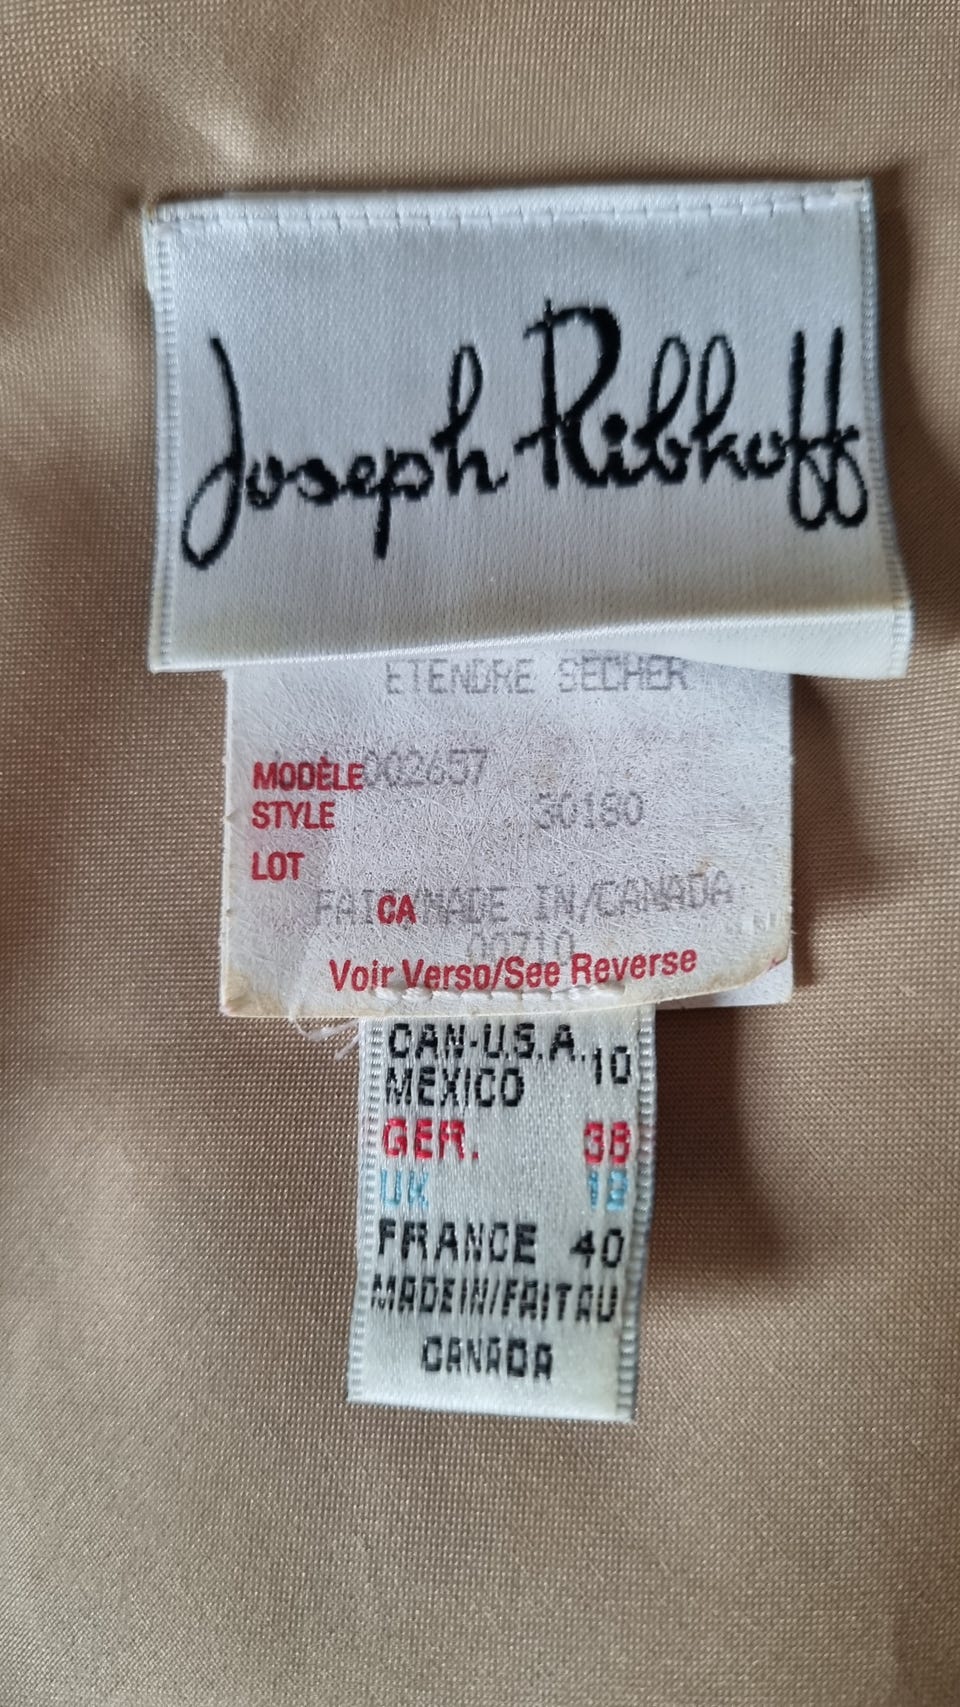 Joseph Ribkoff
ETENDRE SECHER
MODÈLE 002657
STYLE 30180
LOT
FAIT CA/MADE IN/CANADA
00710
Voir Verso/See Reverse
CAN-U.S.A. 10
MEXICO
GER. 38
UK 12
FRANCE 40
MADE IN/FAIT AU
CANADA